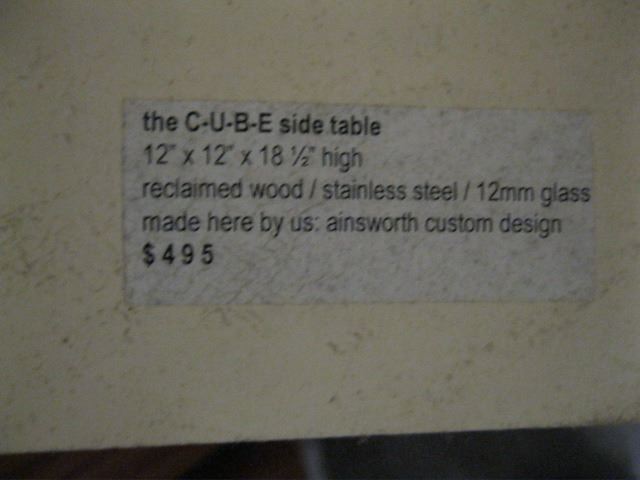 the C-U-B-E side table
12" x 12" x 18 ½" high
reclaimed wood / stainless steel / 12mm glass
made here by us: ainsworth custom design
$495